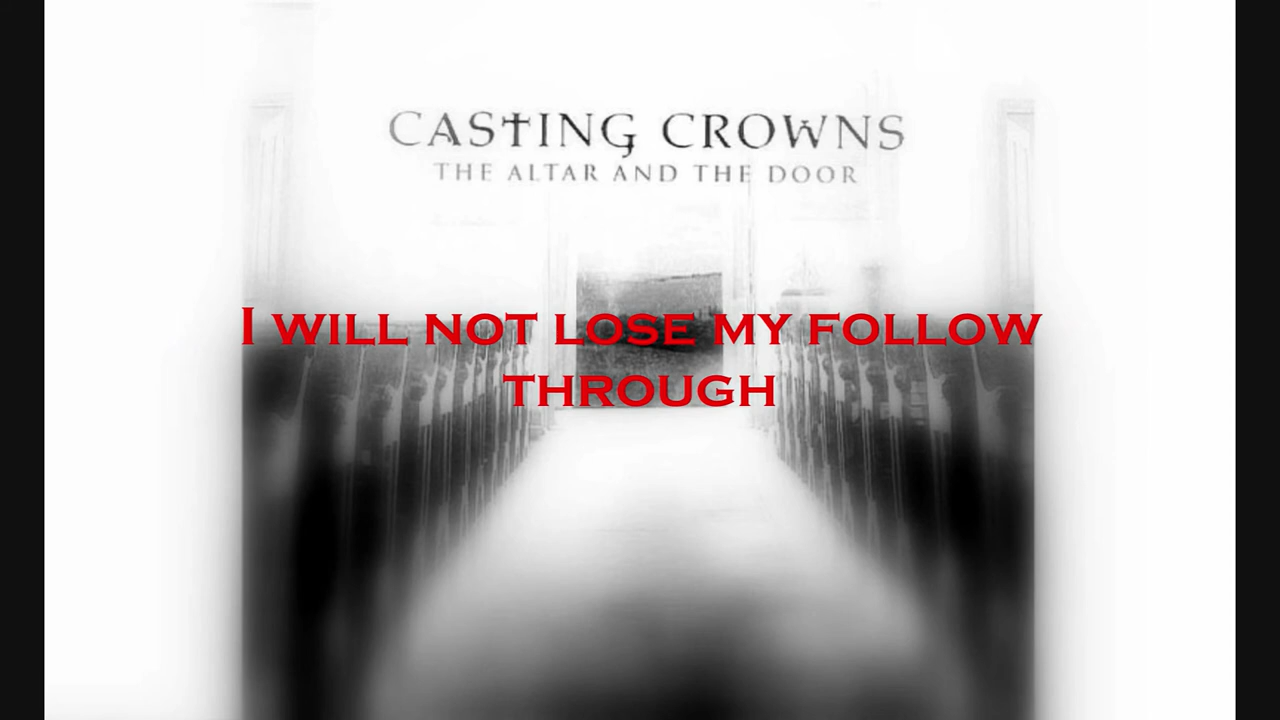 CASTING CROWNS
THE ALTAR AND THE DOOR
I WILL NOT LOSE MY FOLLOW
THROUGH